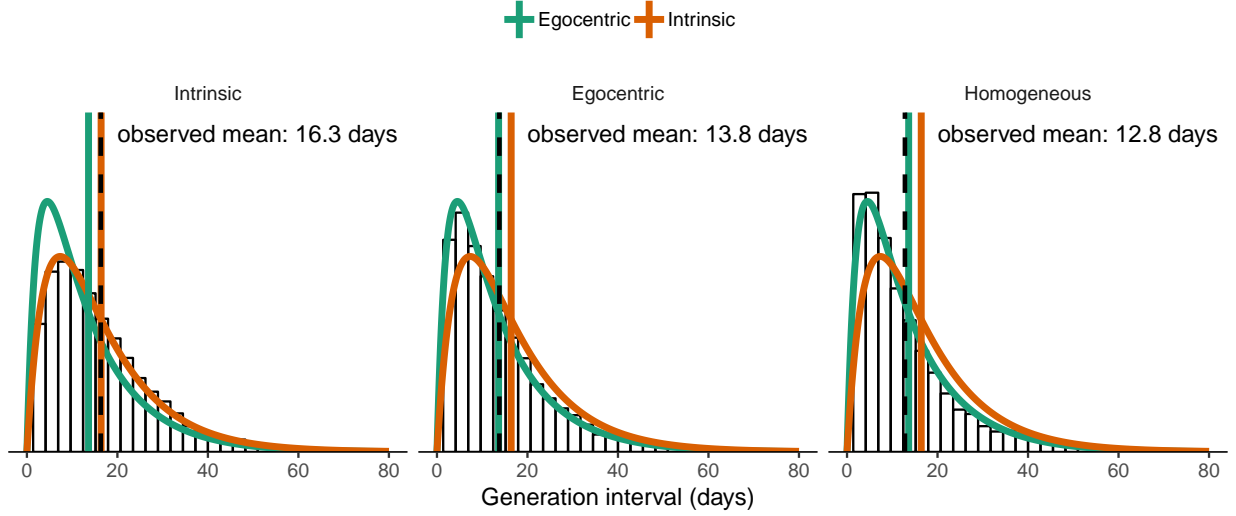 Egocentric Intrinsic
Intrinsic Egocentric Homogeneous
observed mean: 16.3 days observed mean: 13.8 days observed mean: 12.8 days
0 20 40 60 80 0 20 40 60 80 0 20 40 60 80
Generation interval (days)